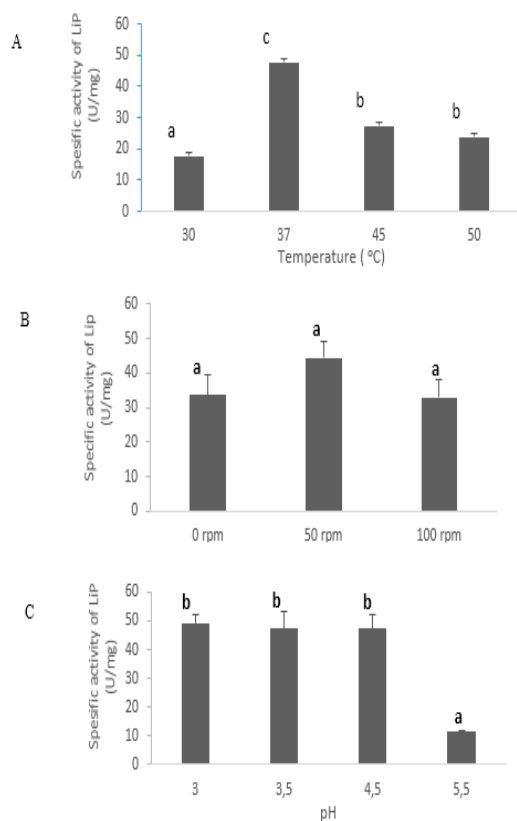 A
Spesific activity of LiP
(U/mg)
60
50
40
30
20
10
0
a
c
b
b
30 37 45 50
Temperature ( °C)
B
Specific activity of Lip
(U/mg)
60
50
40
30
20
10
0
a
a
a
0 rpm 50 rpm 100 rpm
C
Spesific activity of LiP
(U/mg)
60
50
40
30
20
10
0
b
b
b
a
3 3,5 4,5 5,5
pH